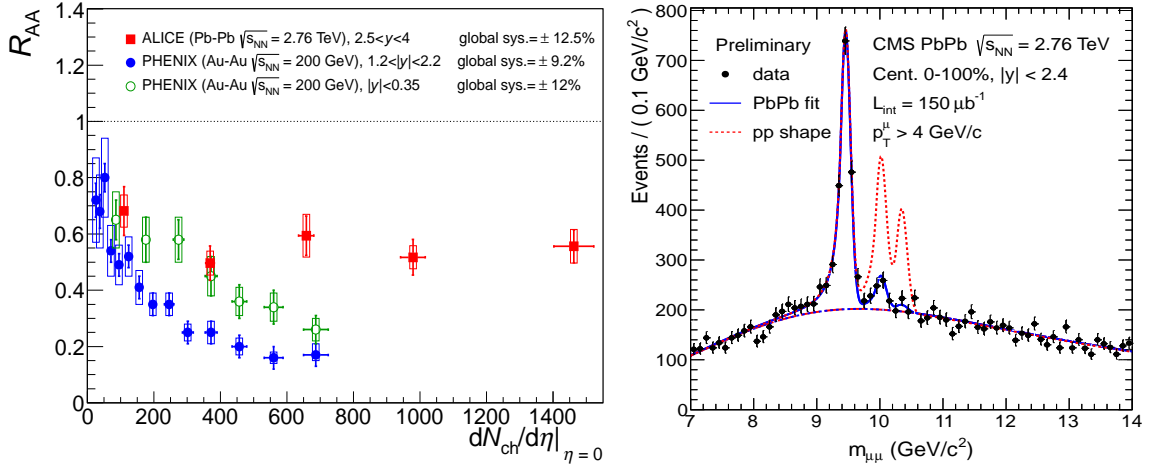 R_AA
1.4
1.2
1
0.8
0.6
0.4
0.2
0
ALICE (Pb-Pb √s_NN = 2.76 TeV), 2.5<y<4 global sys.= ± 12.5%
PHENIX (Au-Au √s_NN = 200 GeV), 1.2<|y|<2.2 global sys.= ± 9.2%
PHENIX (Au-Au √s_NN = 200 GeV), |y|<0.35 global sys.= ± 12%
0 200 400 600 800 1000 1200 1400
dN_ch/dη|_η = 0
Events / ( 0.1 GeV/c²)
800
700
600
500
400
300
200
100
0
Preliminary
data
PbPb fit
pp shape
CMS PbPb √s_NN = 2.76 TeV
Cent. 0-100%, |y| < 2.4
L_int = 150 μb⁻¹
p_T^μ > 4 GeV/c
7 8 9 10 11 12 13 14
m_μμ (GeV/c²)